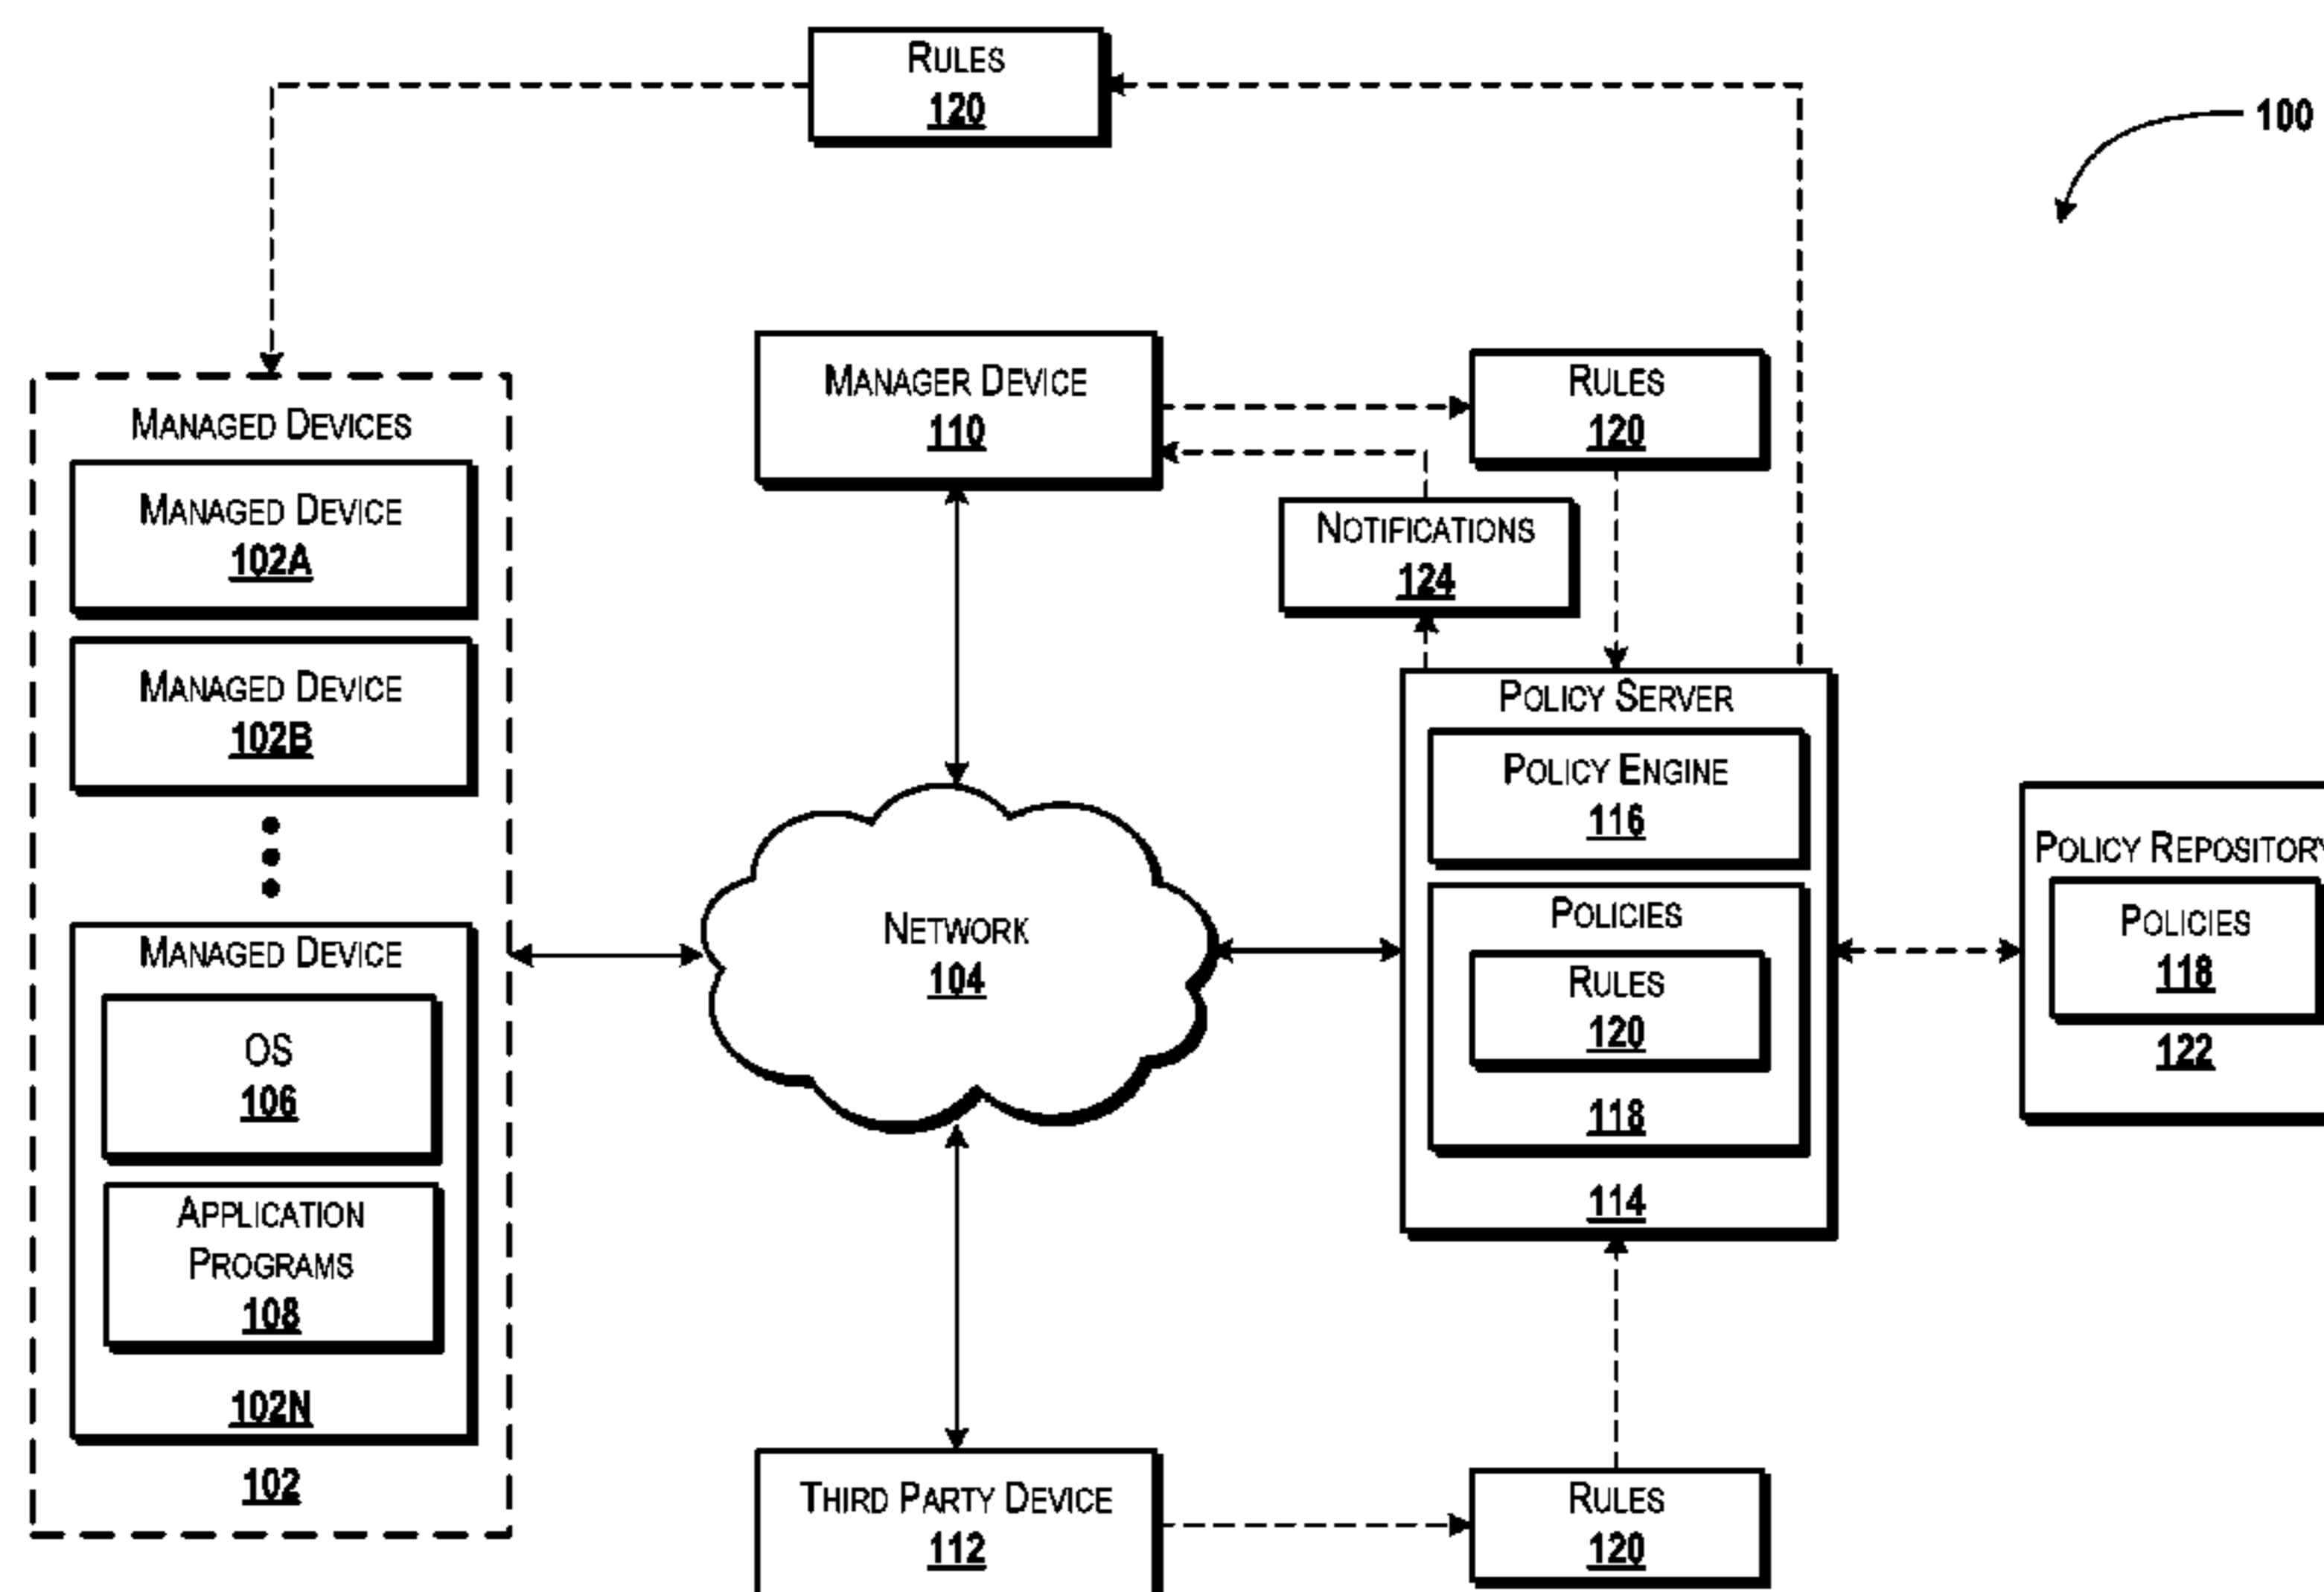 RULES
120
100
MANAGER DEVICE
110
RULES
120
NOTIFICATIONS
124
MANAGED DEVICES
MANAGED DEVICE
102A
MANAGED DEVICE
102B
MANAGED DEVICE
OS
106
APPLICATION
PROGRAMS
108
102N
102
NETWORK
104
POLICY SERVER
POLICY ENGINE
116
POLICIES
RULES
120
118
114
POLICY REPOSITORY
POLICIES
118
122
THIRD PARTY DEVICE
112
RULES
120